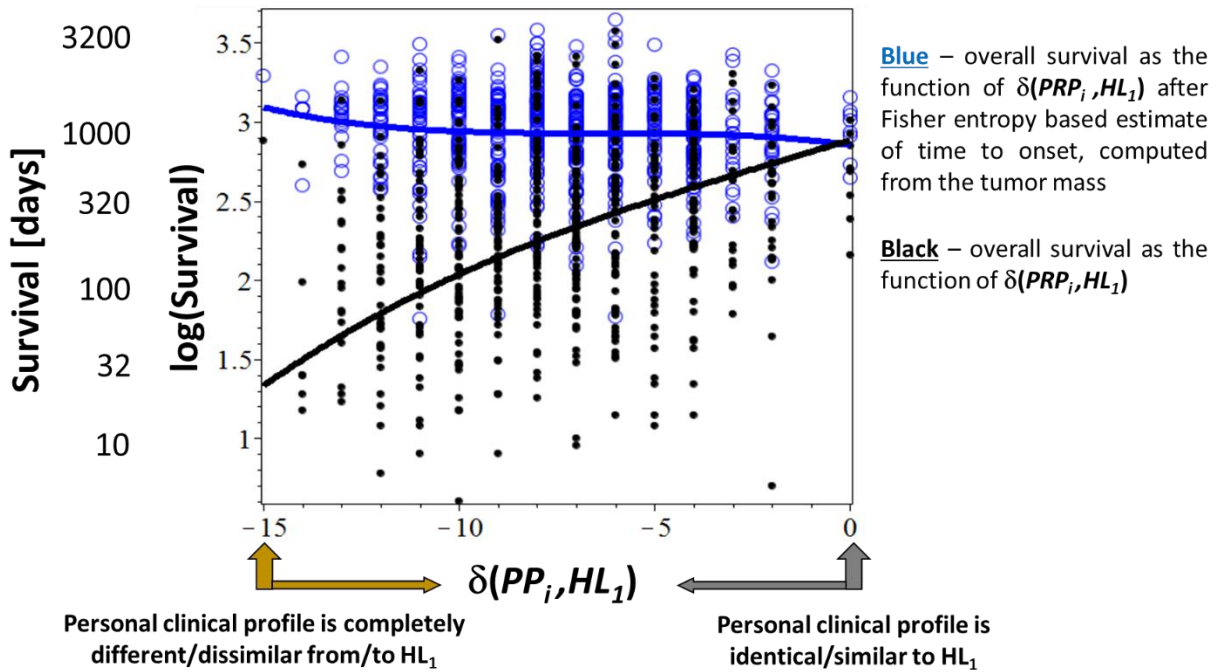 3200
1000
320
100
32
10
Survival [days]
log(Survival)
3.5
3
2.5
2
1.5
1
−15
−10
−5
0
δ(PPᵢ,HL₁)
Personal clinical profile is completely
different/dissimilar from/to HL₁
Personal clinical profile is
identical/similar to HL₁
Blue – overall survival as the
function of δ(PRPᵢ,HL₁) after
Fisher entropy based estimate
of time to onset, computed
from the tumor mass
Black – overall survival as the
function of δ(PRPᵢ,HL₁)